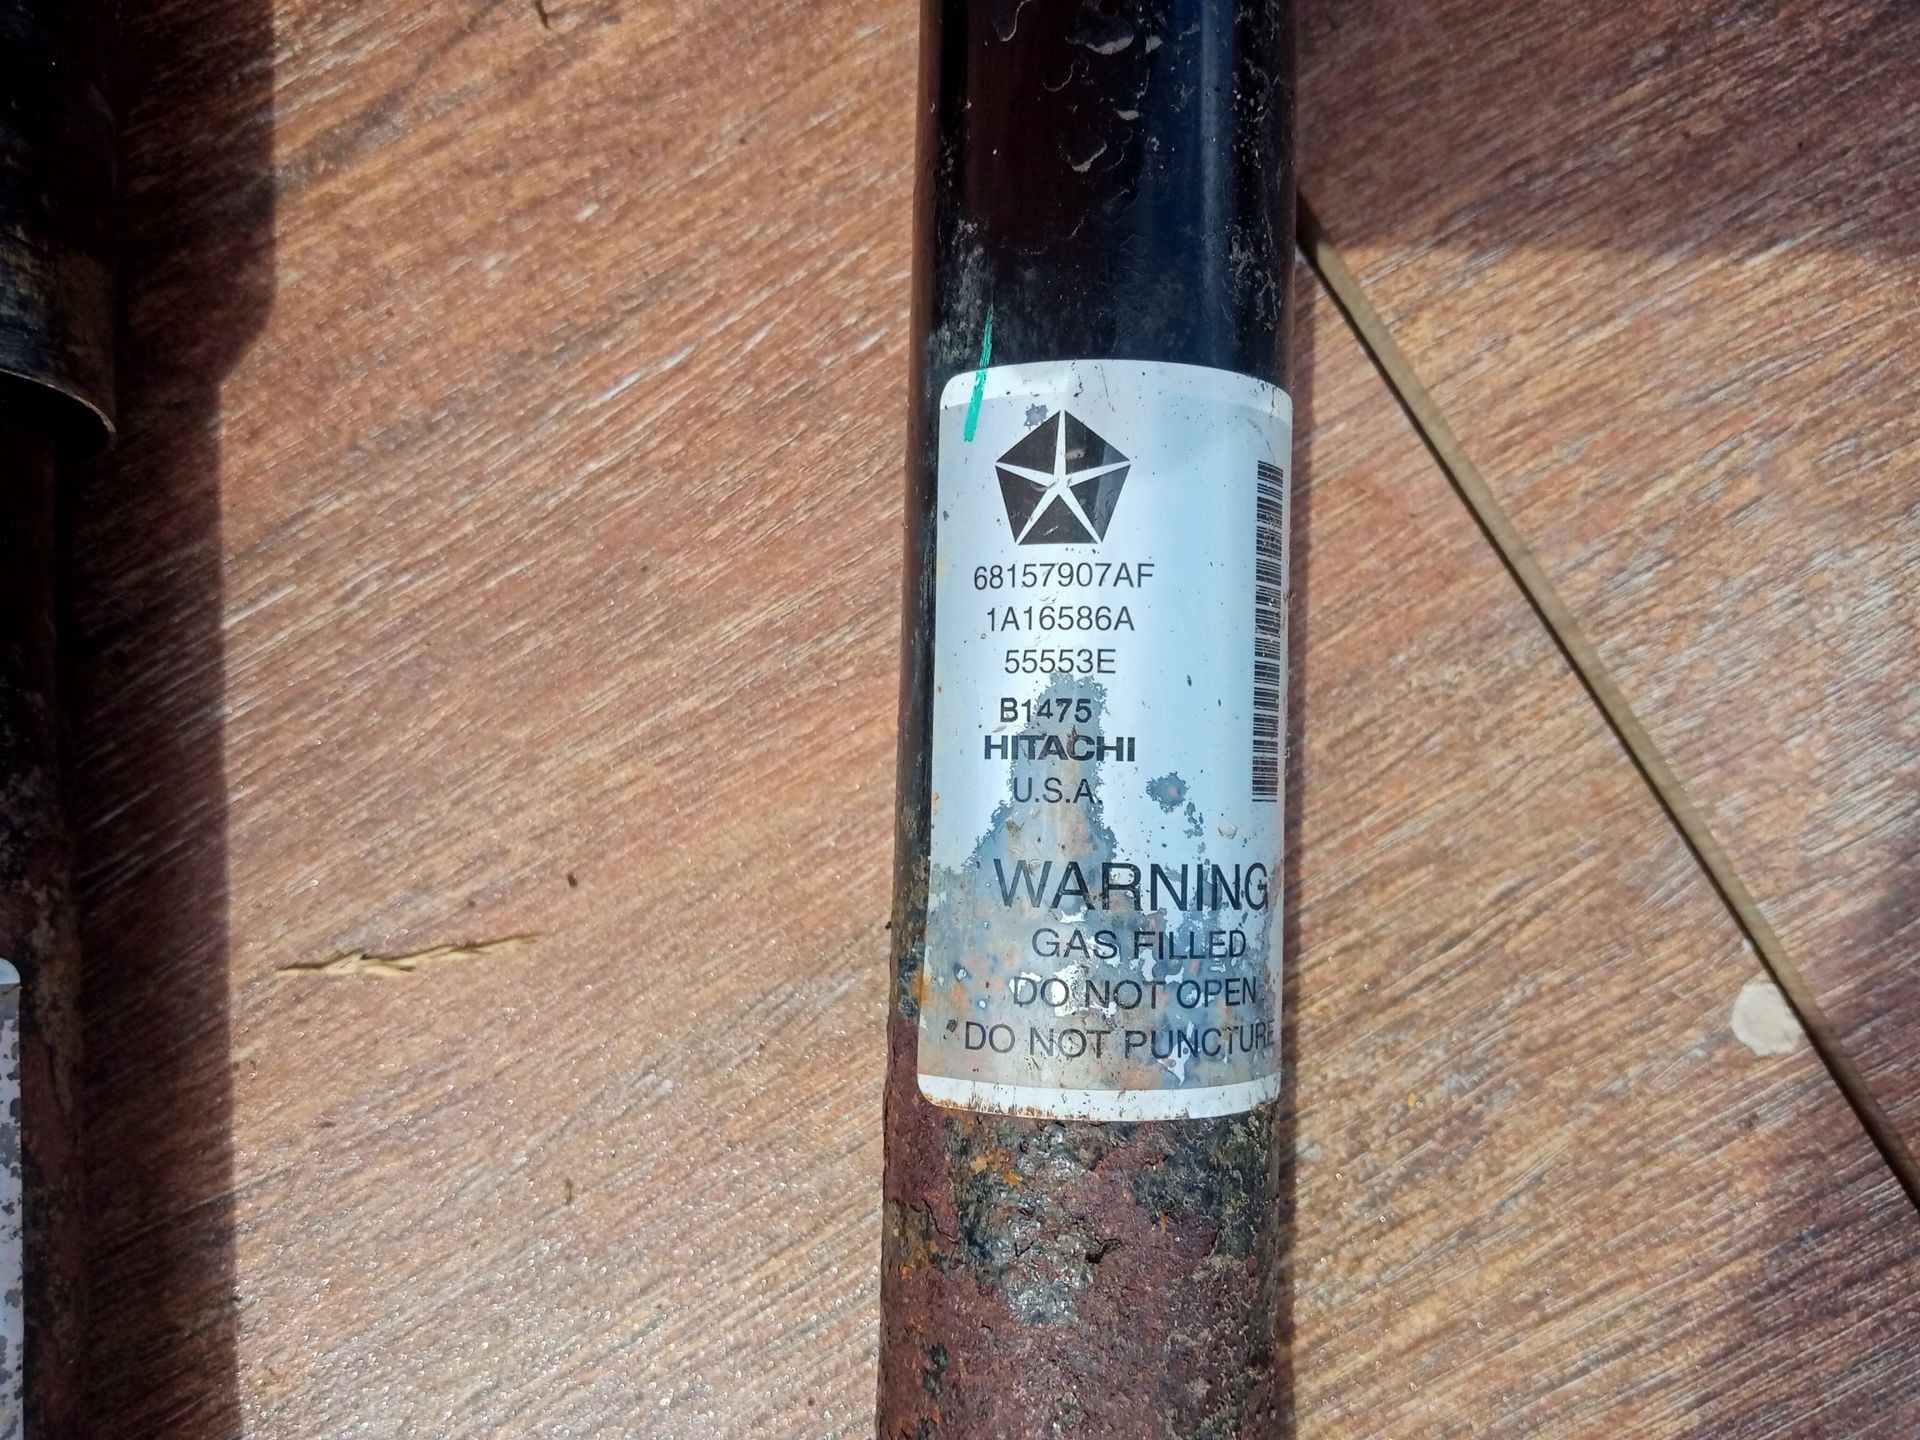 68157907AF
1A16586A
55553E
B1475
HITACHI
U.S.A.
WARNING
GAS FILLED
DO NOT OPEN
DO NOT PUNCTURE